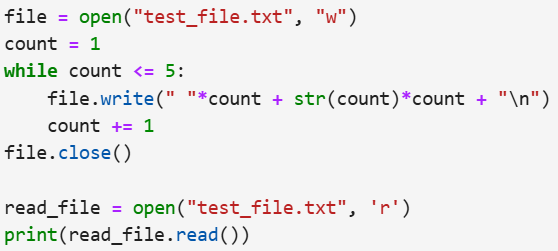 file = open("test_file.txt", "w")
count = 1
while count <= 5:
    file.write(" "*count + str(count)*count + "\n")
    count += 1
file.close()

read_file = open("test_file.txt", 'r')
print(read_file.read())